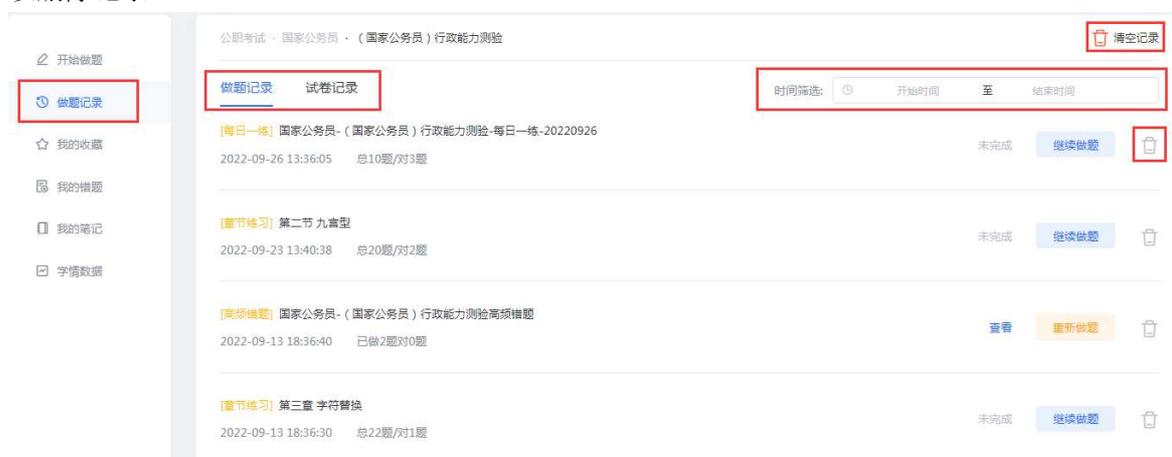 公职考试 · 国家公务员 · （国家公务员）行政能力测验
清空记录
开始做题
做题记录
我的收藏
我的错题
我的笔记
学情数据
做题记录 试卷记录
时间筛选: 开始时间 至 结束时间
[每日一练] 国家公务员-（国家公务员）行政能力测验-每日一练-20220926
2022-09-26 13:36:05 总10题/对3题
未完成 继续做题
[章节练习] 第二节 九宫型
2022-09-23 13:40:38 总20题/对2题
未完成 继续做题
[高频错题] 国家公务员-（国家公务员）行政能力测验高频错题
2022-09-13 18:36:40 已做2题对0题
查看 重新做题
[章节练习] 第三章 字符替换
2022-09-13 18:36:30 总22题/对1题
未完成 继续做题